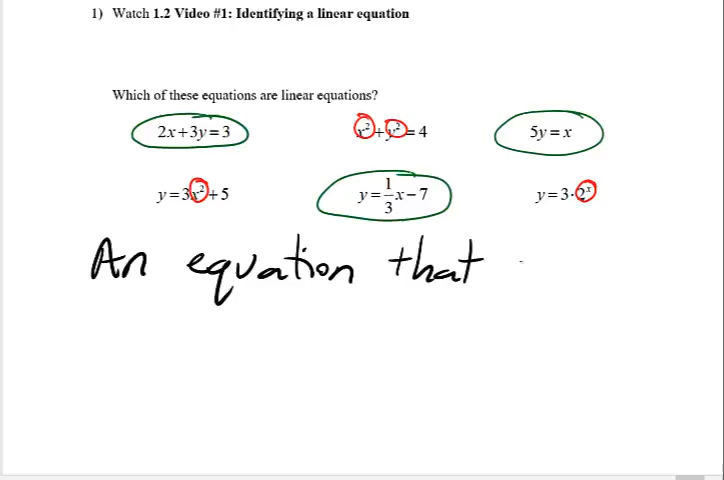 1) Watch 1.2 Video #1: Identifying a linear equation
Which of these equations are linear equations?
2x+3y=3 x²+y²=4 5y=x
y=3x²+5 y=1/3x−7 y=3·2ˣ
An equation that